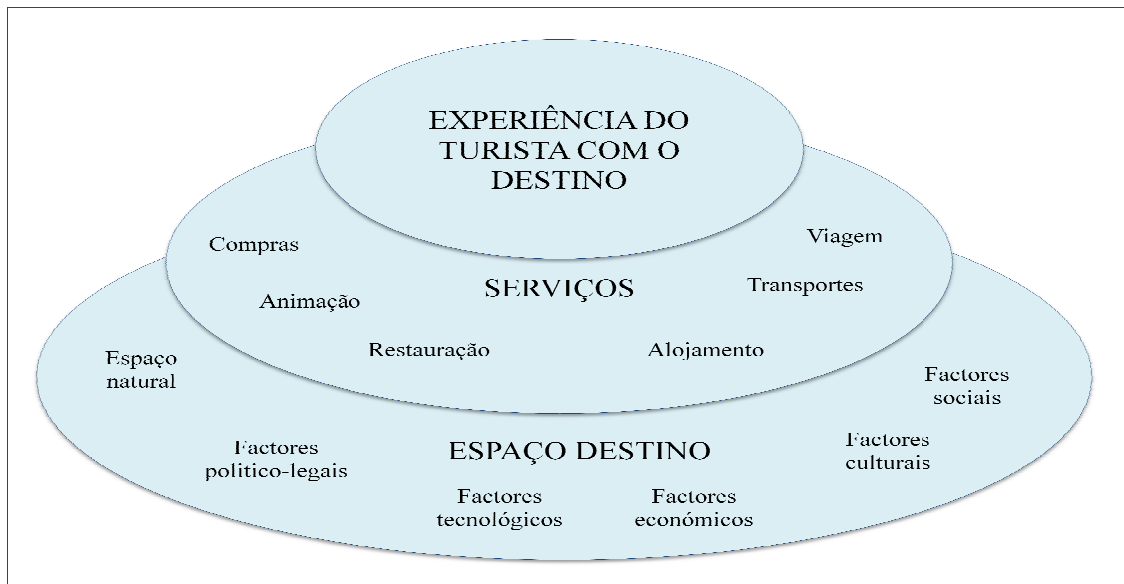 EXPERIÊNCIA DO
TURISTA COM O
DESTINO
Compras
Viagem
SERVIÇOS
Transportes
Animação
Restauração
Alojamento
Espaço
natural
Factores
sociais
Factores
politico-legais
ESPAÇO DESTINO
Factores
culturais
Factores
tecnológicos
Factores
económicos